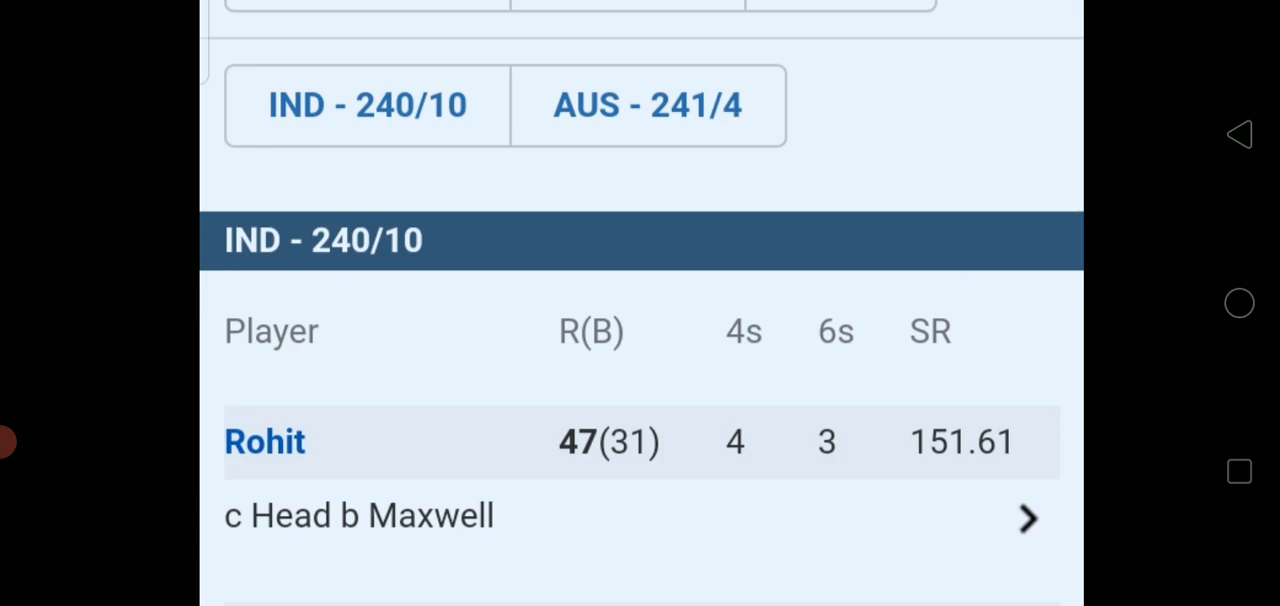 IND - 240/10 AUS - 241/4
IND - 240/10
Player R(B) 4s 6s SR
Rohit 47(31) 4 3 151.61
c Head b Maxwell